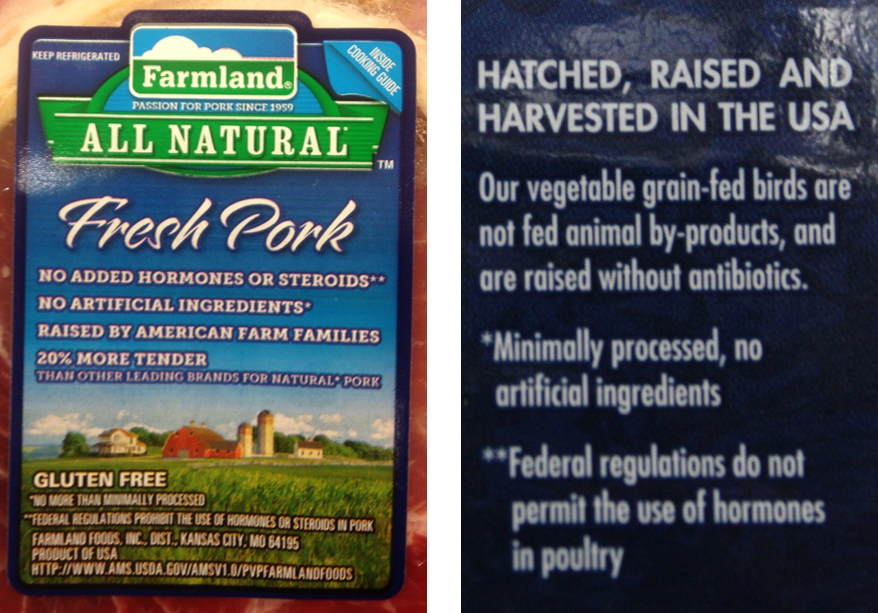 KEEP REFRIGERATED
INSIDE
COOKING GUIDE
Farmland®
PASSION FOR PORK SINCE 1959
ALL NATURAL*
TM
Fresh Pork
NO ADDED HORMONES OR STEROIDS**
NO ARTIFICIAL INGREDIENTS*
RAISED BY AMERICAN FARM FAMILIES
20% MORE TENDER
THAN OTHER LEADING BRANDS FOR NATURAL* PORK
GLUTEN FREE
*NO MORE THAN MINIMALLY PROCESSED
**FEDERAL REGULATIONS PROHIBIT THE USE OF HORMONES OR STEROIDS IN PORK
FARMLAND FOODS, INC., DIST., KANSAS CITY, MO 64195
PRODUCT OF USA
HTTP://WWW.AMS.USDA.GOV/AMSV1.0/PVPFARMLANDFOODS
HATCHED, RAISED AND
HARVESTED IN THE USA
Our vegetable grain-fed birds are
not fed animal by-products, and
are raised without antibiotics.
*Minimally processed, no
artificial ingredients
**Federal regulations do not
permit the use of hormones
in poultry